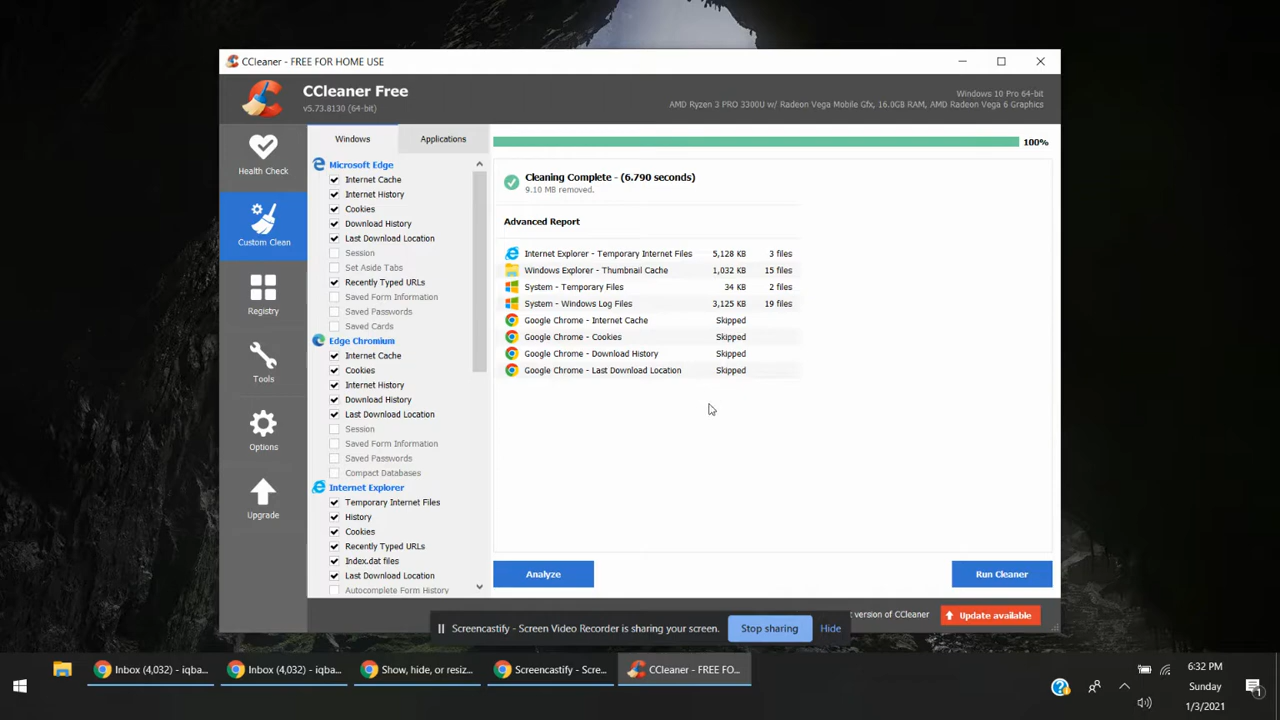 CCleaner - FREE FOR HOME USE
CCleaner Free
v5.73.8130 (64-bit)
Windows 10 Pro 64-bit
AMD Ryzen 3 PRO 3300U w/ Radeon Vega Mobile Gfx, 16.0GB RAM, AMD Radeon Vega 6 Graphics
Health Check
Custom Clean
Registry
Tools
Options
Upgrade
Windows
Applications
Microsoft Edge
Internet Cache
Internet History
Cookies
Download History
Last Download Location
Session
Set Aside Tabs
Recently Typed URLs
Saved Form Information
Saved Passwords
Saved Cards
Edge Chromium
Internet Cache
Cookies
Internet History
Download History
Last Download Location
Session
Saved Form Information
Saved Passwords
Compact Databases
Internet Explorer
Temporary Internet Files
History
Cookies
Recently Typed URLs
Index.dat files
Last Download Location
Autocomplete Form History
100%
Cleaning Complete - (6.790 seconds)
9.10 MB removed.
Advanced Report
Internet Explorer - Temporary Internet Files 5,128 KB 3 files
Windows Explorer - Thumbnail Cache 1,032 KB 15 files
System - Temporary Files 34 KB 2 files
System - Windows Log Files 3,125 KB 19 files
Google Chrome - Internet Cache Skipped
Google Chrome - Cookies Skipped
Google Chrome - Download History Skipped
Google Chrome - Last Download Location Skipped
Analyze
Run Cleaner
version of CCleaner
Update available
Screencastify - Screen Video Recorder is sharing your screen.
Stop sharing
Hide
Inbox (4,032) - iqba...
Inbox (4,032) - iqba...
Show, hide, or resiz...
Screencastify - Scre...
CCleaner - FREE FO...
6:32 PM
Sunday
1/3/2021
1